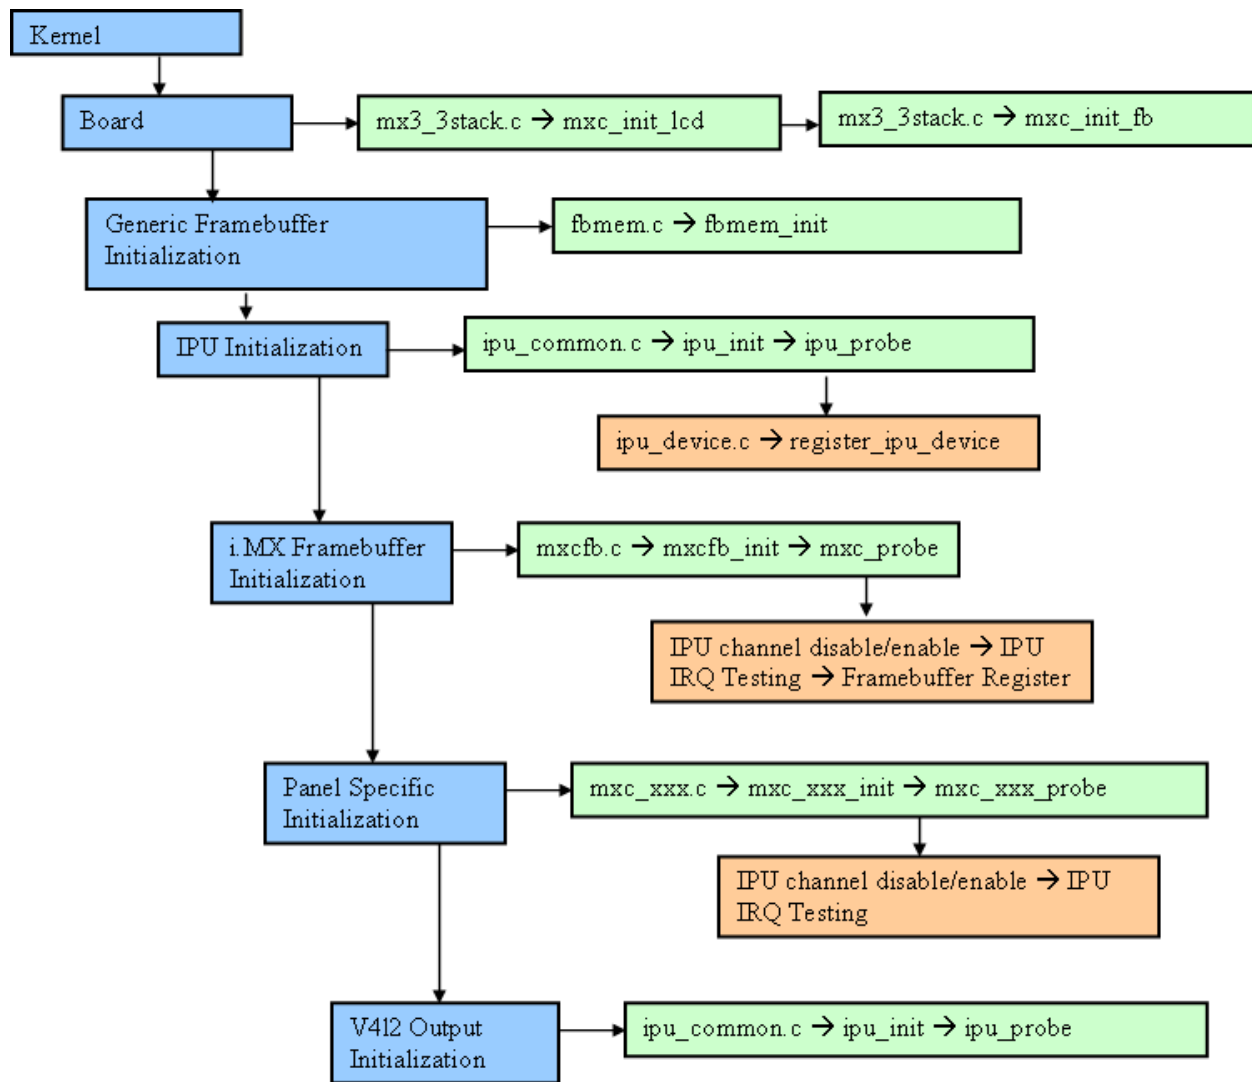 Kernel
Board
mx3_3stack.c → mxc_init_lcd
mx3_3stack.c → mxc_init_fb
Generic Framebuffer
Initialization
fbmem.c → fbmem_init
IPU Initialization
ipu_common.c → ipu_init → ipu_probe
ipu_device.c → register_ipu_device
i.MX Framebuffer
Initialization
mxcfb.c → mxcfb_init → mxc_probe
IPU channel disable/enable → IPU
IRQ Testing → Framebuffer Register
Panel Specific
Initialization
mxc_xxx.c → mxc_xxx_init → mxc_xxx_probe
IPU channel disable/enable → IPU
IRQ Testing
V4l2 Output
Initialization
ipu_common.c → ipu_init → ipu_probe